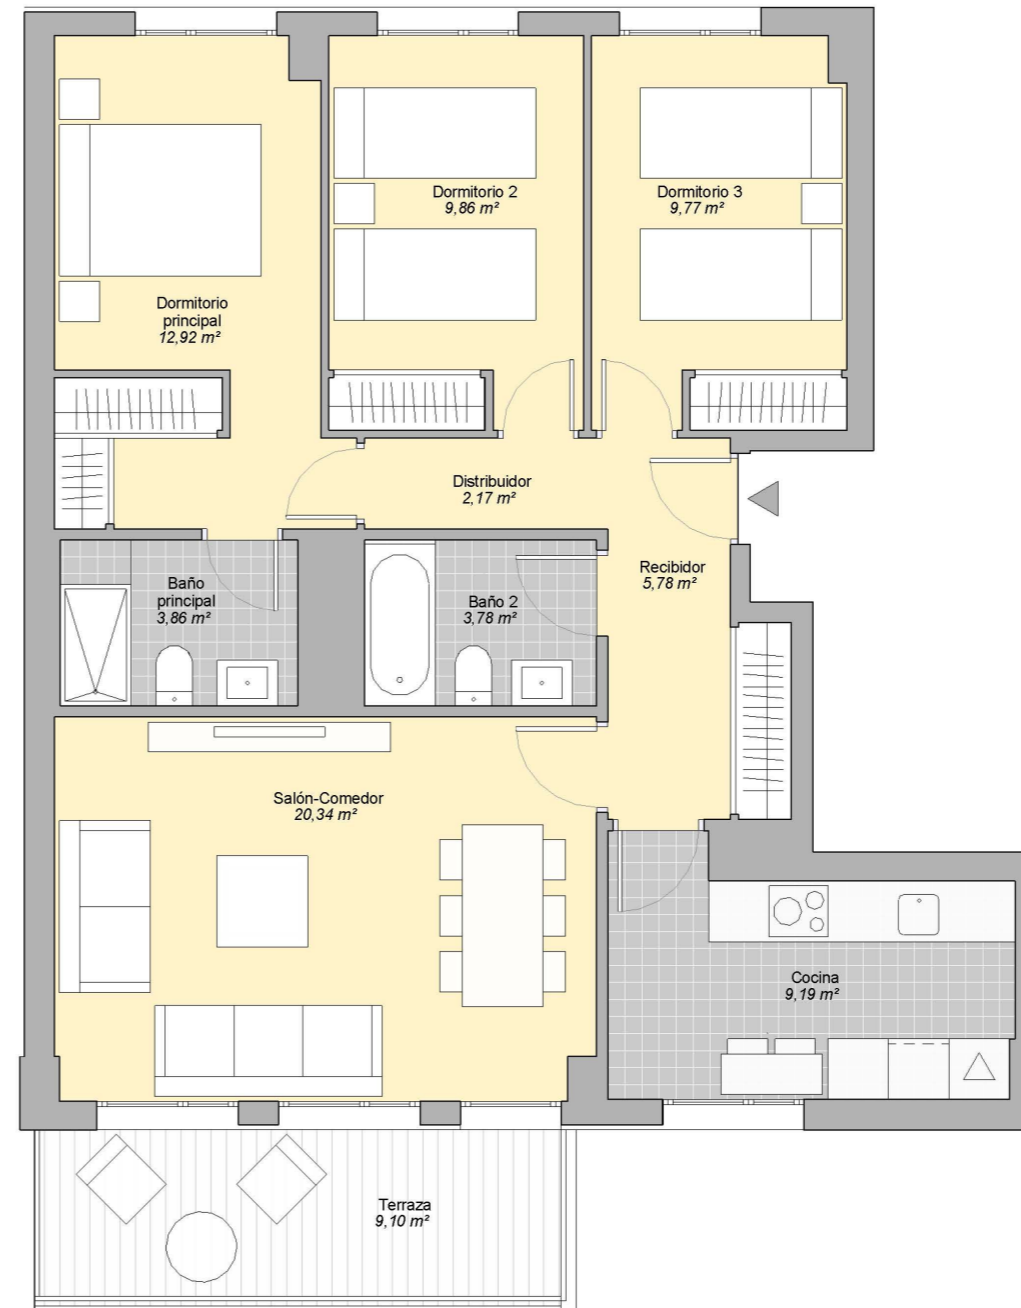 Dormitorio 2
9,86 m²
Dormitorio 3
9,77 m²
Dormitorio
principal
12,92 m²
Distribuidor
2,17 m²
Recibidor
5,78 m²
Baño
principal
3,86 m²
Baño 2
3,78 m²
Salón-Comedor
20,34 m²
Cocina
9,19 m²
Terraza
9,10 m²